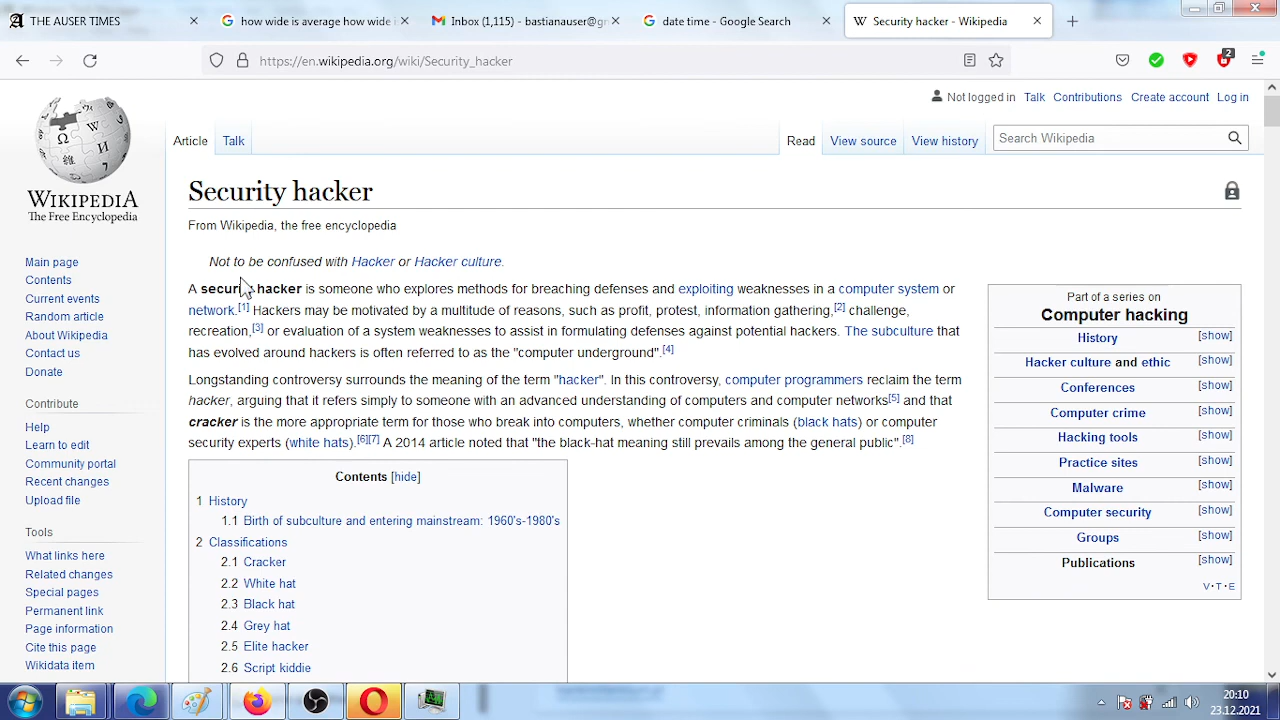 THE AUSER TIMES
how wide is average how wide
Inbox (1,115) - bastianauser@gr
date time - Google Search
Security hacker - Wikipedia
https://en.wikipedia.org/wiki/Security_hacker
2
Not logged in Talk Contributions Create account Log in
Article Talk Read View source View history Search Wikipedia
WIKIPEDIA
The Free Encyclopedia
Main page
Contents
Current events
Random article
About Wikipedia
Contact us
Donate
Contribute
Help
Learn to edit
Community portal
Recent changes
Upload file
Tools
What links here
Related changes
Special pages
Permanent link
Page information
Cite this page
Wikidata item
Security hacker
From Wikipedia, the free encyclopedia
Not to be confused with Hacker or Hacker culture.
A security hacker is someone who explores methods for breaching defenses and exploiting weaknesses in a computer system or
network.[1] Hackers may be motivated by a multitude of reasons, such as profit, protest, information gathering,[2] challenge,
recreation,[3] or evaluation of a system weaknesses to assist in formulating defenses against potential hackers. The subculture that
has evolved around hackers is often referred to as the "computer underground".[4]
Longstanding controversy surrounds the meaning of the term "hacker". In this controversy, computer programmers reclaim the term
hacker, arguing that it refers simply to someone with an advanced understanding of computers and computer networks[5] and that
cracker is the more appropriate term for those who break into computers, whether computer criminals (black hats) or computer
security experts (white hats).[6][7] A 2014 article noted that "the black-hat meaning still prevails among the general public".[8]
Contents [hide]
1 History
1.1 Birth of subculture and entering mainstream: 1960's-1980's
2 Classifications
2.1 Cracker
2.2 White hat
2.3 Black hat
2.4 Grey hat
2.5 Elite hacker
2.6 Script kiddie
Part of a series on
Computer hacking
History [show]
Hacker culture and ethic [show]
Conferences [show]
Computer crime [show]
Hacking tools [show]
Practice sites [show]
Malware [show]
Computer security [show]
Groups [show]
Publications [show]
V·T·E
20:10
23.12.2021